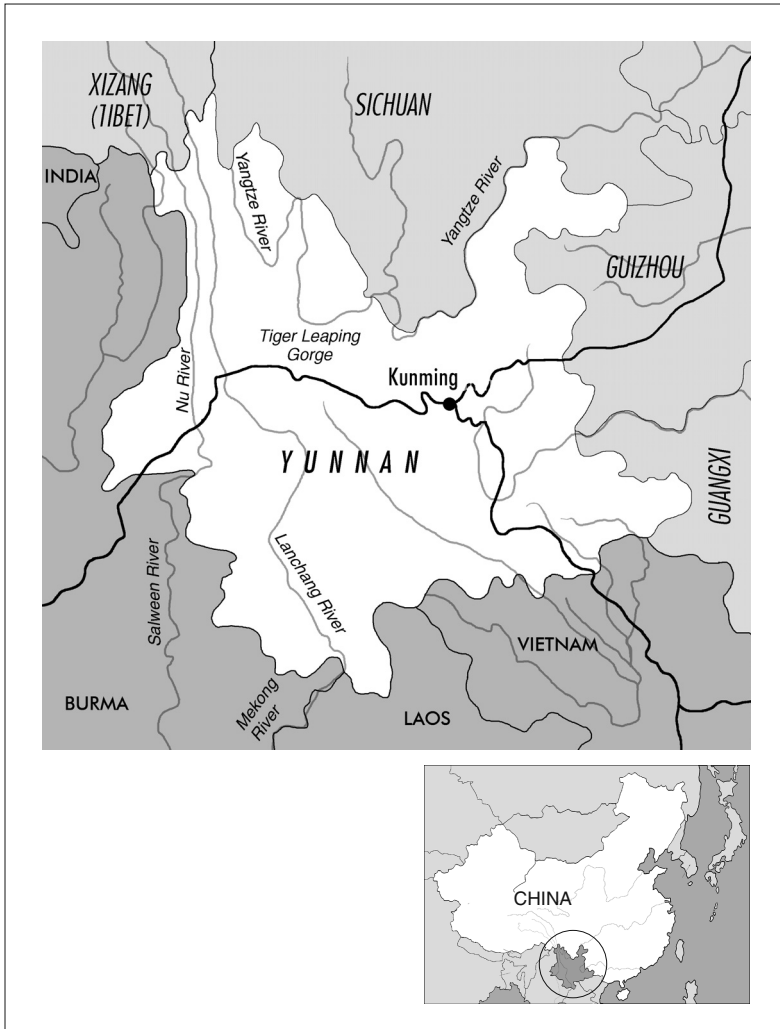 XIZANG
(TIBET)
SICHUAN
INDIA
Yangtze River
Yangtze River
GUIZHOU
Tiger Leaping
Gorge
Kunming
Nu River
YUNNAN
GUANGXI
Lanchang River
Salween River
VIETNAM
BURMA
Mekong
River
LAOS
CHINA